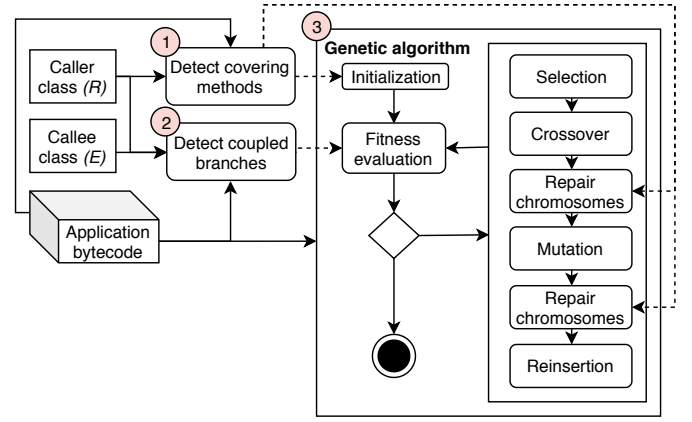 1
Detect covering
methods
Caller
class (R)
2
Detect coupled
branches
Callee
class (E)
Application
bytecode
3
Genetic algorithm
Initialization
Fitness
evaluation
Selection
Crossover
Repair
chromosomes
Mutation
Repair
chromosomes
Reinsertion